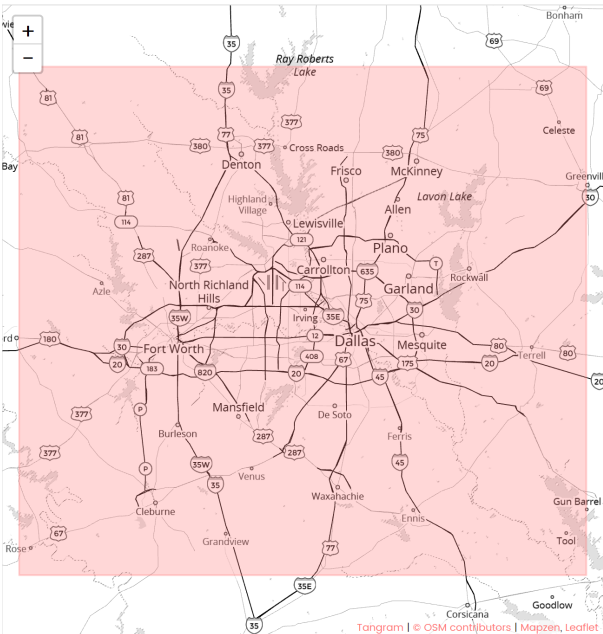 +
−
wie
Bonham
35
69
Ray Roberts
Lake
81
35
69
377
81
77
75
Celeste
380
377
Cross Roads
380
Bay
Denton
Frisco
McKinney
Greenvill
81
Highland
Village
Lavon Lake
30
114
Lewisville
Allen
121
Roanoke
Plano
287
377
Carrollton
635
T
Rockwall
Azle
North Richland
Hills
114
Garland
75
30
35W
Irving
35E
rd
180
30
Fort Worth
12
Dallas
Mesquite
80
80
Terrell
20
183
820
408
67
175
20
20
45
20
377
P
Mansfield
De Soto
Burleson
287
Ferris
377
287
P
35W
45
35
Venus
Waxahachie
Cleburne
Ennis
Gun Barrel
67
Grandview
77
Tool
Rose
35E
Goodlow
35
Corsicana
Tangram | © OSM contributors | Mapzen, Leaflet